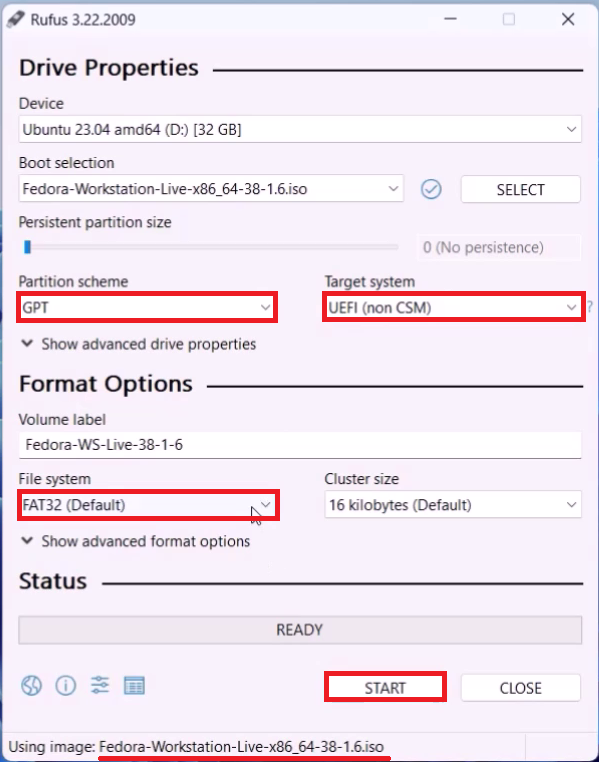 Rufus 3.22.2009
Drive Properties
Device
Ubuntu 23.04 amd64 (D:) [32 GB]
Boot selection
Fedora-Workstation-Live-x86_64-38-1.6.iso
SELECT
Persistent partition size
0 (No persistence)
Partition scheme
Target system
GPT
UEFI (non CSM)
?
Show advanced drive properties
Format Options
Volume label
Fedora-WS-Live-38-1-6
File system
Cluster size
FAT32 (Default)
16 kilobytes (Default)
Show advanced format options
Status
READY
START
CLOSE
Using image: Fedora-Workstation-Live-x86_64-38-1.6.iso